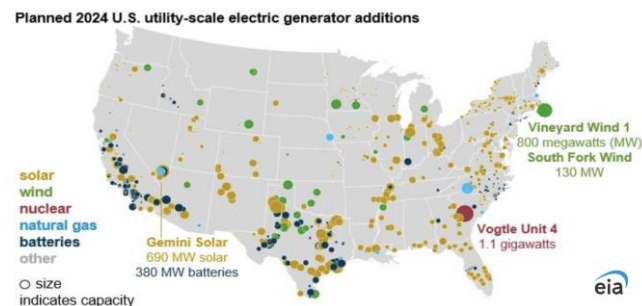 Planned 2024 U.S. utility-scale electric generator additions
Vineyard Wind 1
800 megawatts (MW)
South Fork Wind
130 MW
solar
wind
nuclear
natural gas
batteries
other
size
indicates capacity
Gemini Solar
690 MW solar
380 MW batteries
Vogtle Unit 4
1.1 gigawatts
eia